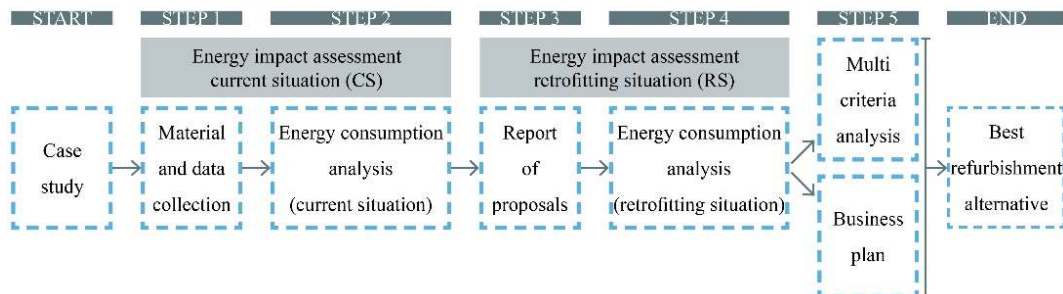 START
STEP 1
STEP 2
STEP 3
STEP 4
STEP 5
END
Energy impact assessment
current situation (CS)
Energy impact assessment
retrofitting situation (RS)
Case
study
Material
and data
collection
Energy consumption
analysis
(current situation)
Report
of
proposals
Energy consumption
analysis
(retrofitting situation)
Multi
criteria
analysis
Business
plan
Best
refurbishment
alternative